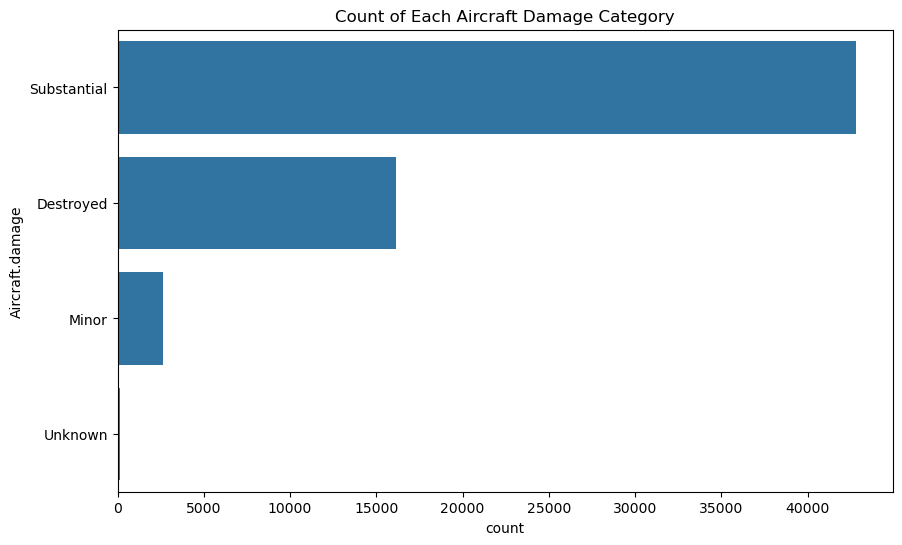 Count of Each Aircraft Damage Category
Aircraft.damage
Substantial
Destroyed
Minor
Unknown
0 5000 10000 15000 20000 25000 30000 35000 40000
count